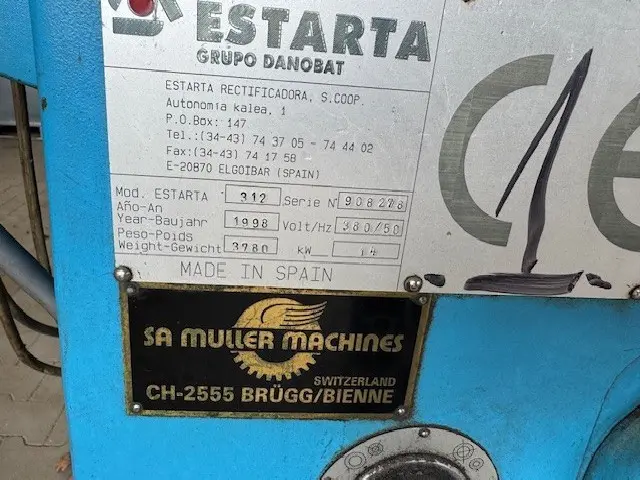 ESTARTA
GRUPO DANOBAT
ESTARTA RECTIFICADORA, S.COOP.
Autonomía kalea, 1
P.O.Box: 147
Tel.:(34-43) 74 37 05 - 74 44 02
Fax:(34-43) 74 17 58
E-20870 ELGOIBAR (SPAIN)
Mod. ESTARTA 312 Serie Nº 908278
Año-An
Year-Baujahr 1998 Volt/Hz 380/50
Peso-Poids
Weight-Gewicht 3780 kW 14
MADE IN SPAIN
CE
1
SA MULLER MACHINES
SWITZERLAND
CH-2555 BRÜGG/BIENNE